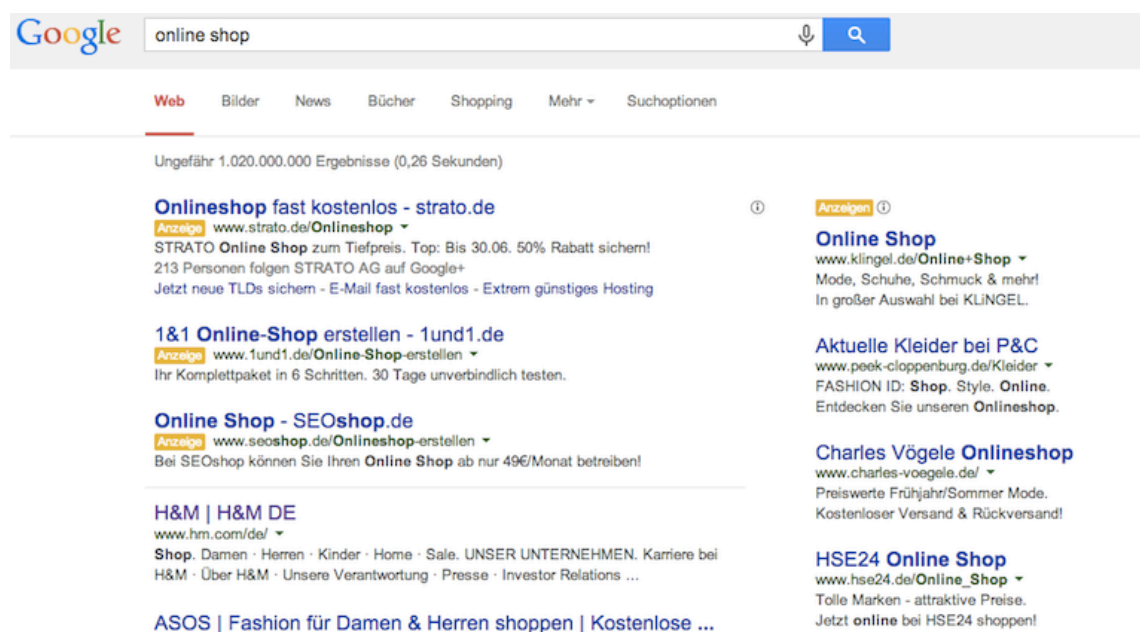 Google
online shop
Web Bilder News Bücher Shopping Mehr Suchoptionen
Ungefähr 1.020.000.000 Ergebnisse (0,26 Sekunden)
Onlineshop fast kostenlos - strato.de
Anzeige www.strato.de/Onlineshop
STRATO Online Shop zum Tiefpreis. Top: Bis 30.06. 50% Rabatt sichern!
213 Personen folgen STRATO AG auf Google+
Jetzt neue TLDs sichern - E-Mail fast kostenlos - Extrem günstiges Hosting
1&1 Online-Shop erstellen - 1und1.de
Anzeige www.1und1.de/Online-Shop-erstellen
Ihr Komplettpaket in 6 Schritten. 30 Tage unverbindlich testen.
Online Shop - SEOshop.de
Anzeige www.seoshop.de/Onlineshop-erstellen
Bei SEOshop können Sie Ihren Online Shop ab nur 49€/Monat betreiben!
H&M | H&M DE
www.hm.com/de/
Shop. Damen · Herren · Kinder · Home · Sale. UNSER UNTERNEHMEN. Karriere bei
H&M · Über H&M · Unsere Verantwortung · Presse · Investor Relations ...
ASOS | Fashion für Damen & Herren shoppen | Kostenlose ...
Anzeigen
Online Shop
www.klingel.de/Online+Shop
Mode, Schuhe, Schmuck & mehr!
In großer Auswahl bei KLiNGEL.
Aktuelle Kleider bei P&C
www.peek-cloppenburg.de/Kleider
FASHION ID: Shop. Style. Online.
Entdecken Sie unseren Onlineshop.
Charles Vögele Onlineshop
www.charles-voegele.de/
Preiswerte Frühjahr/Sommer Mode.
Kostenloser Versand & Rückversand!
HSE24 Online Shop
www.hse24.de/Online_Shop
Tolle Marken - attraktive Preise.
Jetzt online bei HSE24 shoppen!